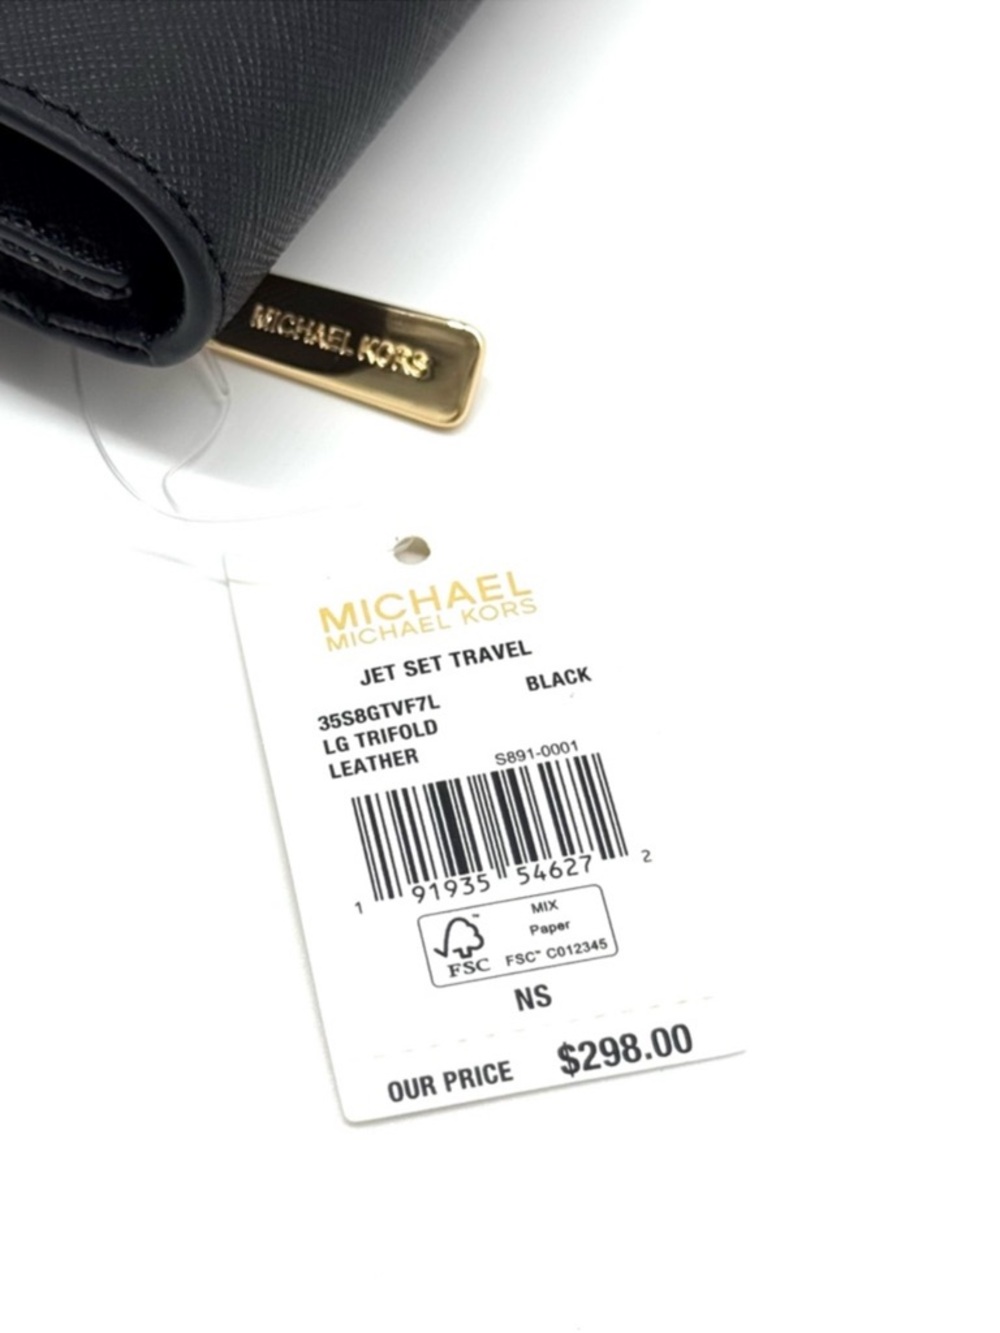 MICHAEL KORS
MICHAEL
MICHAEL KORS
JET SET TRAVEL
35S8GTVF7L BLACK
LG TRIFOLD
LEATHER S891-0001
1 91935 54627 2
MIX
Paper
FSC™ C012345
FSC
NS
OUR PRICE $298.00